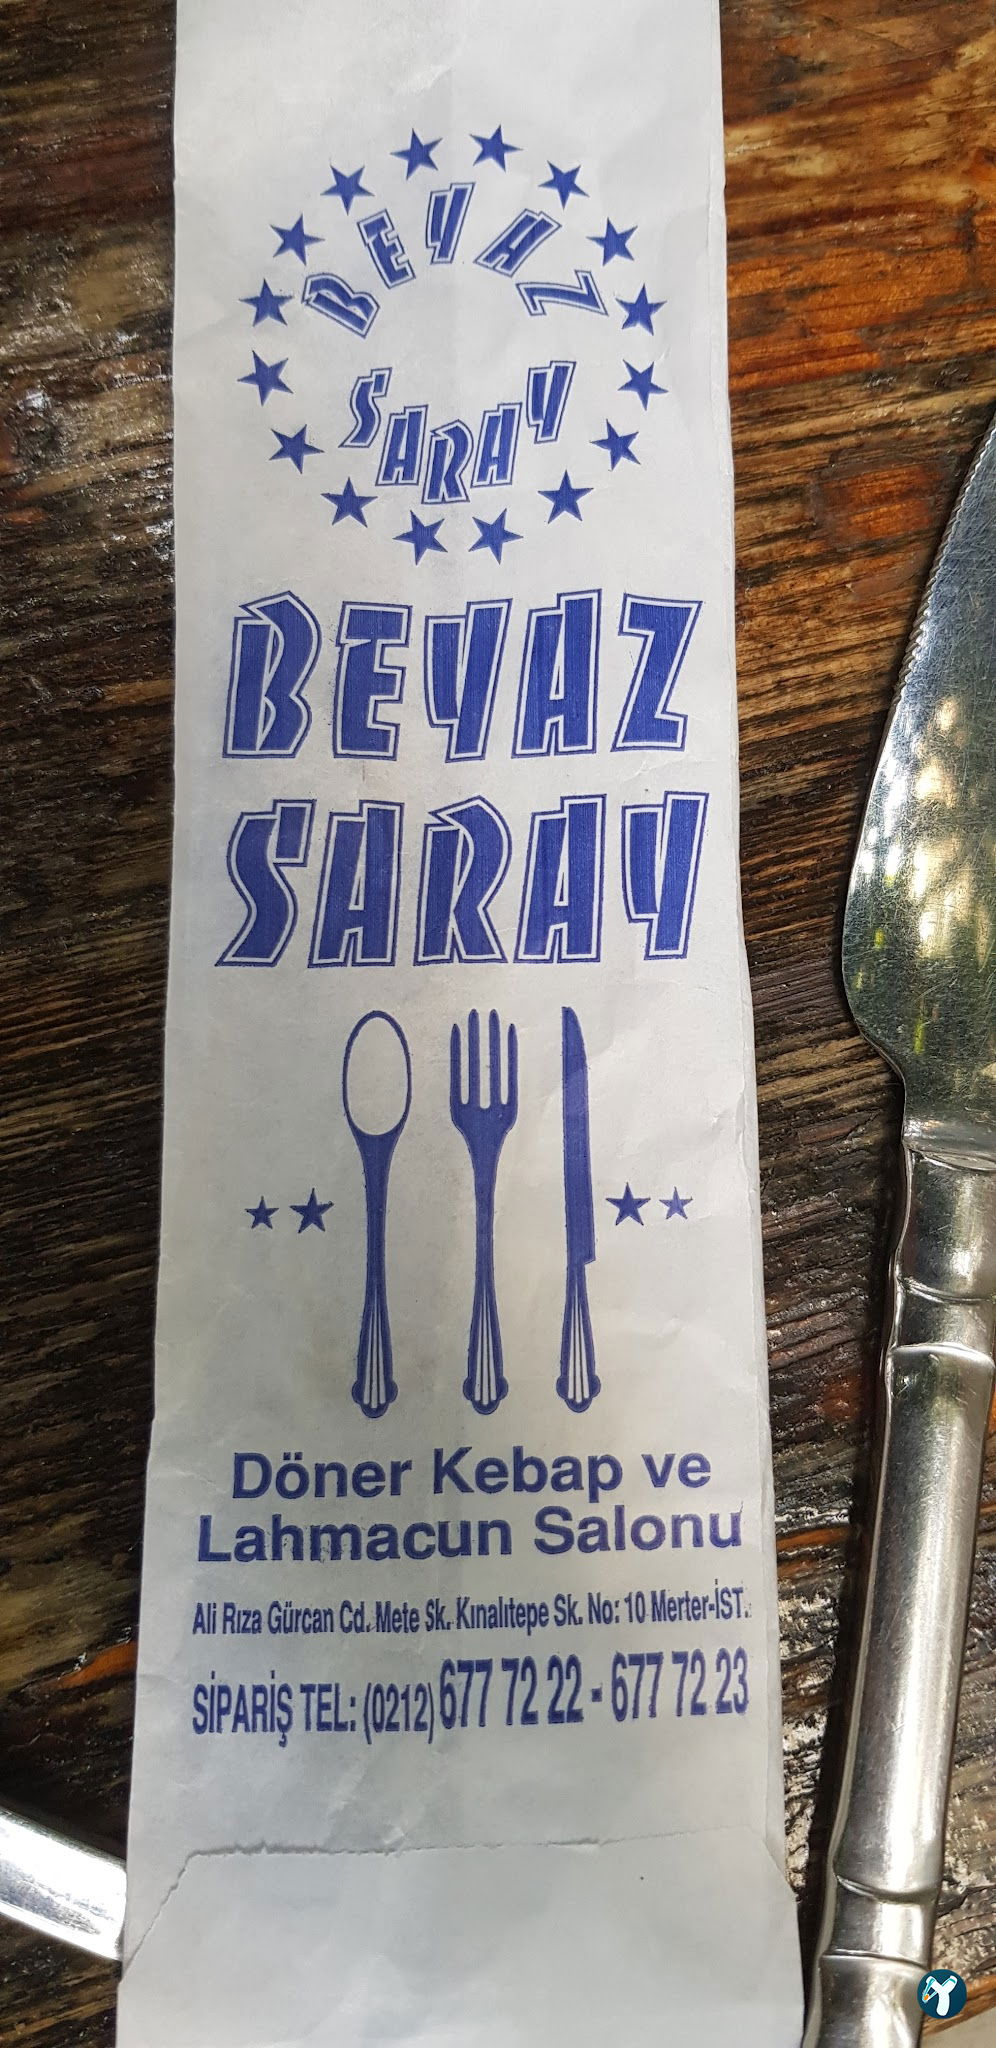 BEYAZ
SARAY
BEYAZ
SARAY
Döner Kebap ve
Lahmacun Salonu
Ali Rıza Gürcan Cd. Mete Sk. Kınalıtepe Sk. No: 10 Merter-İST.
SİPARİŞ TEL: (0212) 677 72 22 - 677 72 23